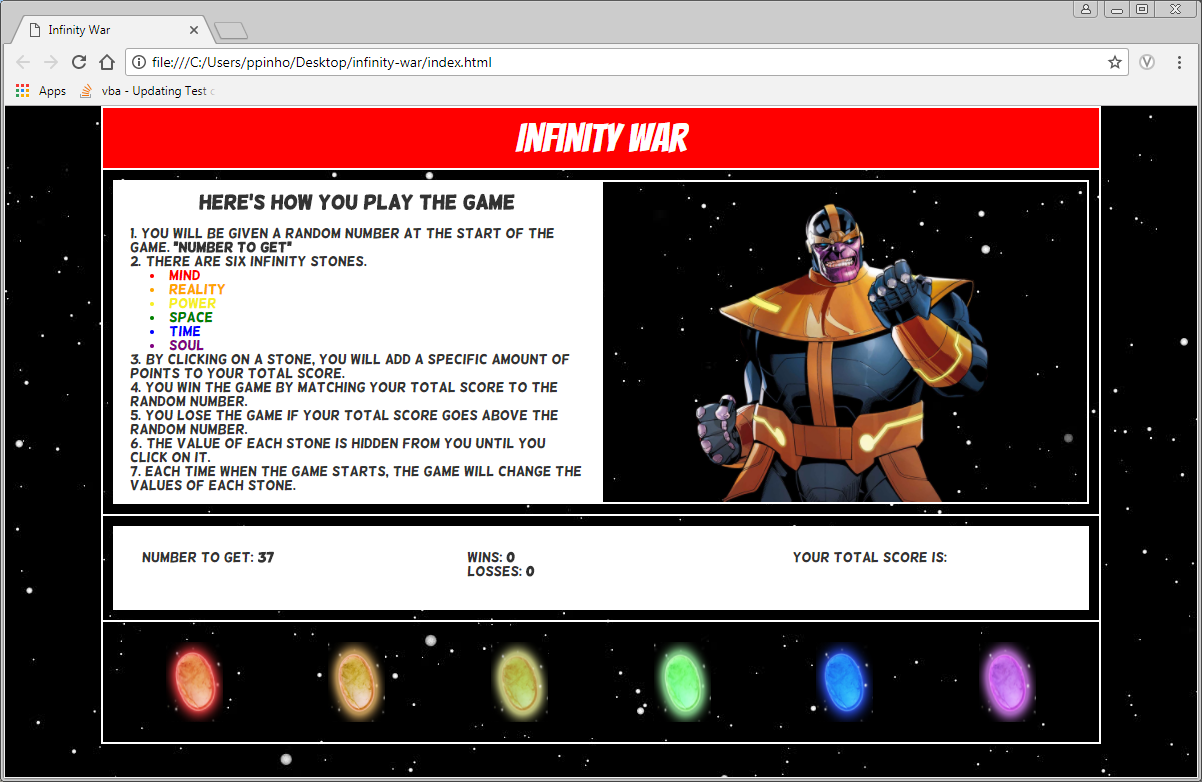 Infinity War
file:///C:/Users/ppinho/Desktop/infinity-war/index.html
Apps
vba - Updating Test c
INFINITY WAR
HERE'S HOW YOU PLAY THE GAME
1. YOU WILL BE GIVEN A RANDOM NUMBER AT THE START OF THE
GAME. "NUMBER TO GET"
2. THERE ARE SIX INFINITY STONES.
• MIND
• REALITY
• POWER
• SPACE
• TIME
• SOUL
3. BY CLICKING ON A STONE, YOU WILL ADD A SPECIFIC AMOUNT OF
POINTS TO YOUR TOTAL SCORE.
4. YOU WIN THE GAME BY MATCHING YOUR TOTAL SCORE TO THE
RANDOM NUMBER.
5. YOU LOSE THE GAME IF YOUR TOTAL SCORE GOES ABOVE THE
RANDOM NUMBER.
6. THE VALUE OF EACH STONE IS HIDDEN FROM YOU UNTIL YOU
CLICK ON IT.
7. EACH TIME WHEN THE GAME STARTS, THE GAME WILL CHANGE THE
VALUES OF EACH STONE.
NUMBER TO GET: 37
WINS: 0
LOSSES: 0
YOUR TOTAL SCORE IS: